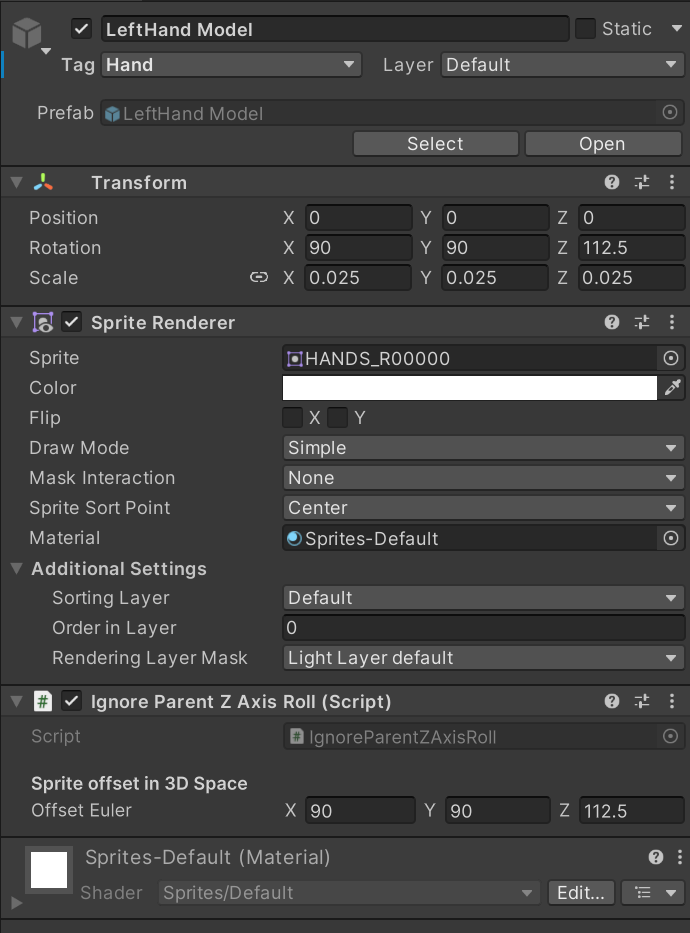 LeftHand Model Static
Tag Hand Layer Default
Prefab LeftHand Model
Select Open
Transform
Position X 0 Y 0 Z 0
Rotation X 90 Y 90 Z 112.5
Scale X 0.025 Y 0.025 Z 0.025
Sprite Renderer
Sprite HANDS_R00000
Color
Flip X Y
Draw Mode Simple
Mask Interaction None
Sprite Sort Point Center
Material Sprites-Default
Additional Settings
Sorting Layer Default
Order in Layer 0
Rendering Layer Mask Light Layer default
# Ignore Parent Z Axis Roll (Script)
Script # IgnoreParentZAxisRoll
Sprite offset in 3D Space
Offset Euler X 90 Y 90 Z 112.5
Sprites-Default (Material)
Shader Sprites/Default Edit...